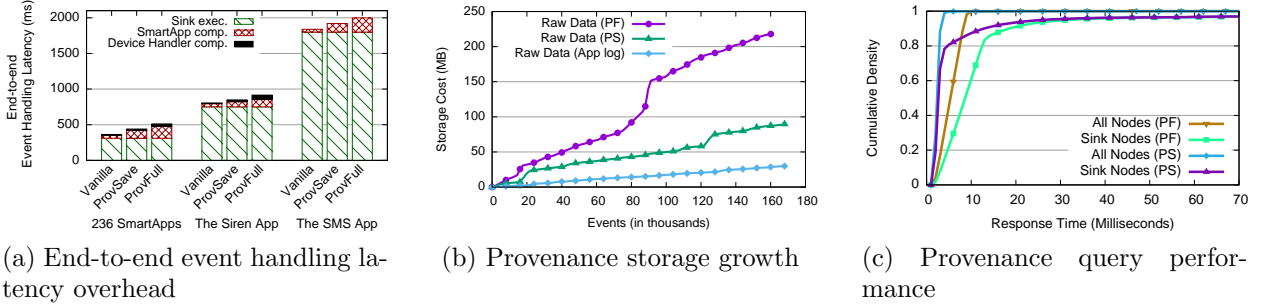 End-to-end
Event Handling Latency (ms)
2000
1500
1000
500
0
Sink exec.
SmartApp comp.
Device Handler comp.
Vanilla
ProvSave
ProvFull
Vanilla
ProvSave
ProvFull
Vanilla
ProvSave
ProvFull
236 SmartApps
The Siren App
The SMS App
(a) End-to-end event handling la-
tency overhead
Storage Cost (MB)
250
200
150
100
50
0
Raw Data (PF)
Raw Data (PS)
Raw Data (App log)
0 20 40 60 80 100 120 140 160 180
Events (in thousands)
(b) Provenance storage growth
Cumulative Density
1
0.8
0.6
0.4
0.2
0
All Nodes (PF)
Sink Nodes (PF)
All Nodes (PS)
Sink Nodes (PS)
0 10 20 30 40 50 60 70
Response Time (Milliseconds)
(c) Provenance query perfor-
mance